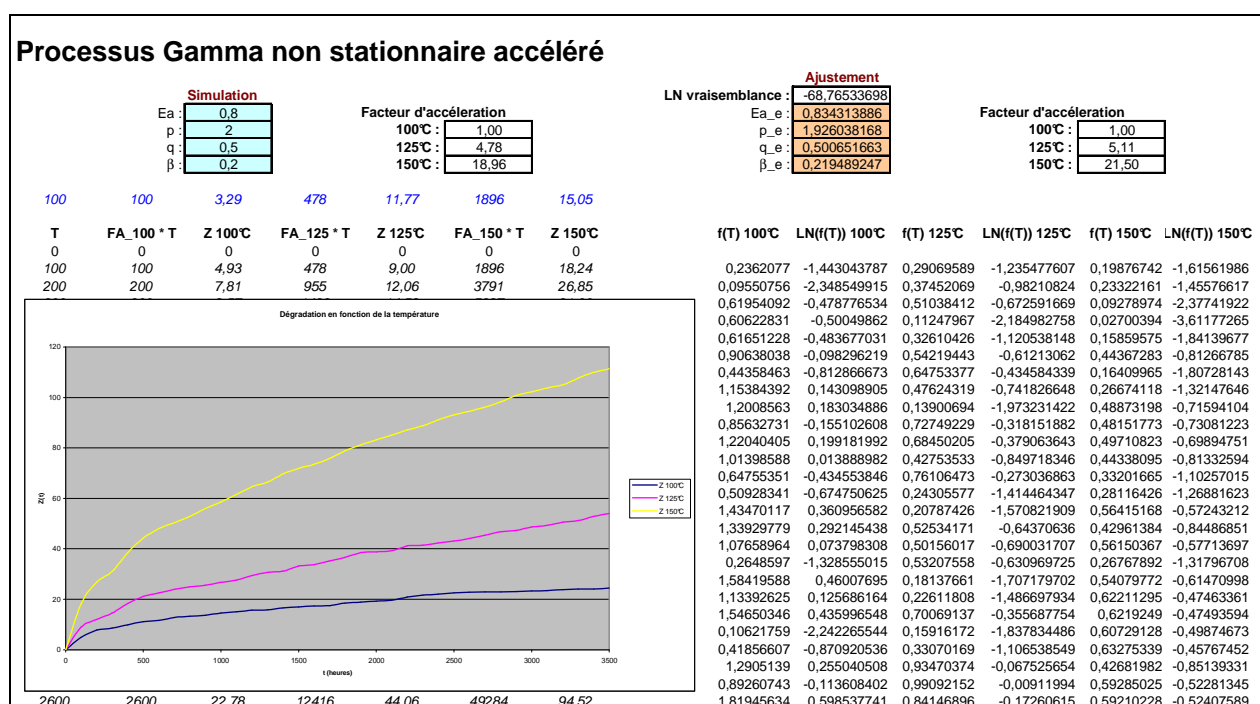 Processus Gamma non stationnaire accéléré
Simulation
Ea : 0,8
p : 2
q : 0,5
β : 0,2
Facteur d'accéleration
100°C : 1,00
125°C : 4,78
150°C : 18,96
Ajustement
LN vraisemblance : -68,76533698
Ea_e : 0,834313886
p_e : 1,926038168
q_e : 0,500651663
β_e : 0,219489247
Facteur d'accéleration
100°C : 1,00
125°C : 5,11
150°C : 21,50
100 100 3,29 478 11,77 1896 15,05
T FA_100 * T Z 100°C FA_125 * T Z 125°C FA_150 * T Z 150°C
0 0 0 0 0 0 0
100 100 4,93 478 9,00 1896 18,24
200 200 7,81 955 12,06 3791 26,85
Dégradation en fonction de la température
120
100
80
60
40
20
0
Z(t)
0 500 1000 1500 2000 2500 3000 3500
t (heures)
Z 100°C
Z 125°C
Z 150°C
2600 2600 22,78 12416 44,06 49284 94,52
f(T) 100°C LN(f(T)) 100°C f(T) 125°C LN(f(T)) 125°C f(T) 150°C LN(f(T)) 150°C
0,2362077 -1,443043787 0,29069589 -1,235477607 0,19876742 -1,61561986
0,09550756 -2,348549915 0,37452069 -0,98210824 0,23322161 -1,45576617
0,61954092 -0,478776534 0,51038412 -0,672591669 0,09278974 -2,37741922
0,60622831 -0,50049862 0,11247967 -2,184982758 0,02700394 -3,61177265
0,61651228 -0,483677031 0,32610426 -1,120538148 0,15859575 -1,84139677
0,90638038 -0,098296219 0,54219443 -0,61213062 0,44367283 -0,81266785
0,44358463 -0,812866673 0,64753377 -0,434584339 0,16409965 -1,80728143
1,15384392 0,143098905 0,47624319 -0,741826648 0,26674118 -1,32147646
1,2008563 0,183034886 0,13900694 -1,973231422 0,48873198 -0,71594104
0,85632731 -0,155102608 0,72749229 -0,318151882 0,48151773 -0,73081223
1,22040405 0,199181992 0,68450205 -0,379063643 0,49710823 -0,69894751
1,01398588 0,013888982 0,42753533 -0,849718346 0,44338095 -0,81332594
0,64755351 -0,434553846 0,76106473 -0,273036863 0,33201665 -1,10257015
0,50928341 -0,674750625 0,24305577 -1,414464347 0,28116426 -1,26881623
1,43470117 0,360956582 0,20787426 -1,570821909 0,56415168 -0,57243212
1,33929779 0,292145438 0,52534171 -0,64370636 0,42961384 -0,84486851
1,07658964 0,073798308 0,50156017 -0,690031707 0,56150367 -0,57713697
0,2648597 -1,328555015 0,53207558 -0,630969725 0,26767892 -1,31796708
1,58419588 0,46007695 0,18137661 -1,707179702 0,54079772 -0,61470998
1,13392625 0,125686164 0,22611808 -1,486697934 0,62211295 -0,47463361
1,54650346 0,435996548 0,70069137 -0,355687754 0,6219249 -0,47493594
0,10621759 -2,242265544 0,15916172 -1,837834486 0,60729128 -0,49874673
0,41856607 -0,870920536 0,33070169 -1,106538549 0,63275339 -0,45767452
1,2905139 0,255040508 0,93470374 -0,067525654 0,42681982 -0,85139331
0,89260743 -0,113608402 0,99092152 -0,00911994 0,59285025 -0,52281345
1,81945634 0,598537741 0,84146896 -0,17260615 0,59210228 -0,52407589